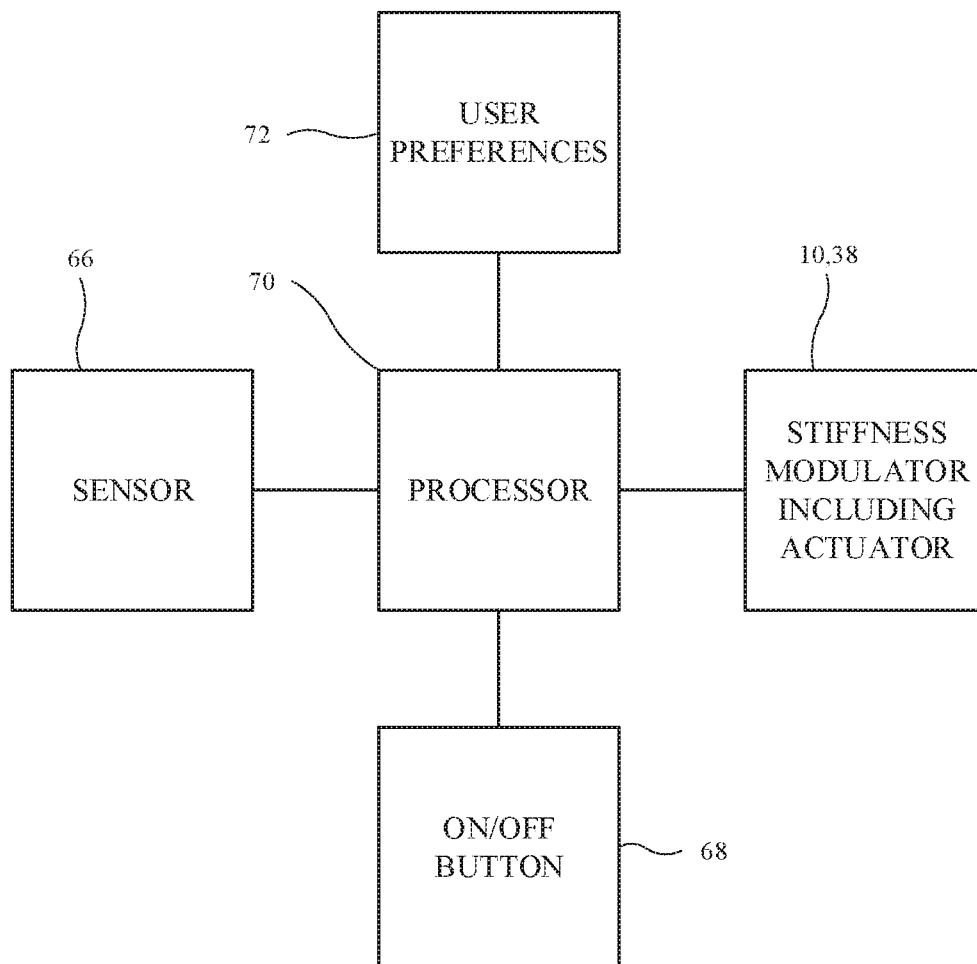 USER
PREFERENCES
72
66
70
10,38
SENSOR
PROCESSOR
STIFFNESS
MODULATOR
INCLUDING
ACTUATOR
ON/OFF
BUTTON
68